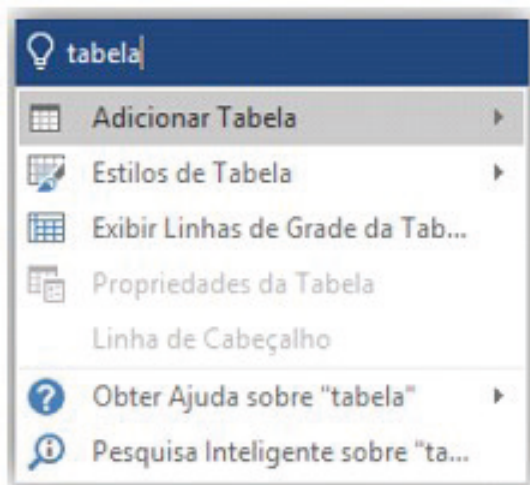 tabela
Adicionar Tabela
Estilos de Tabela
Exibir Linhas de Grade da Tab...
Propriedades da Tabela
Linha de Cabeçalho
Obter Ajuda sobre "tabela"
Pesquisa Inteligente sobre "ta...